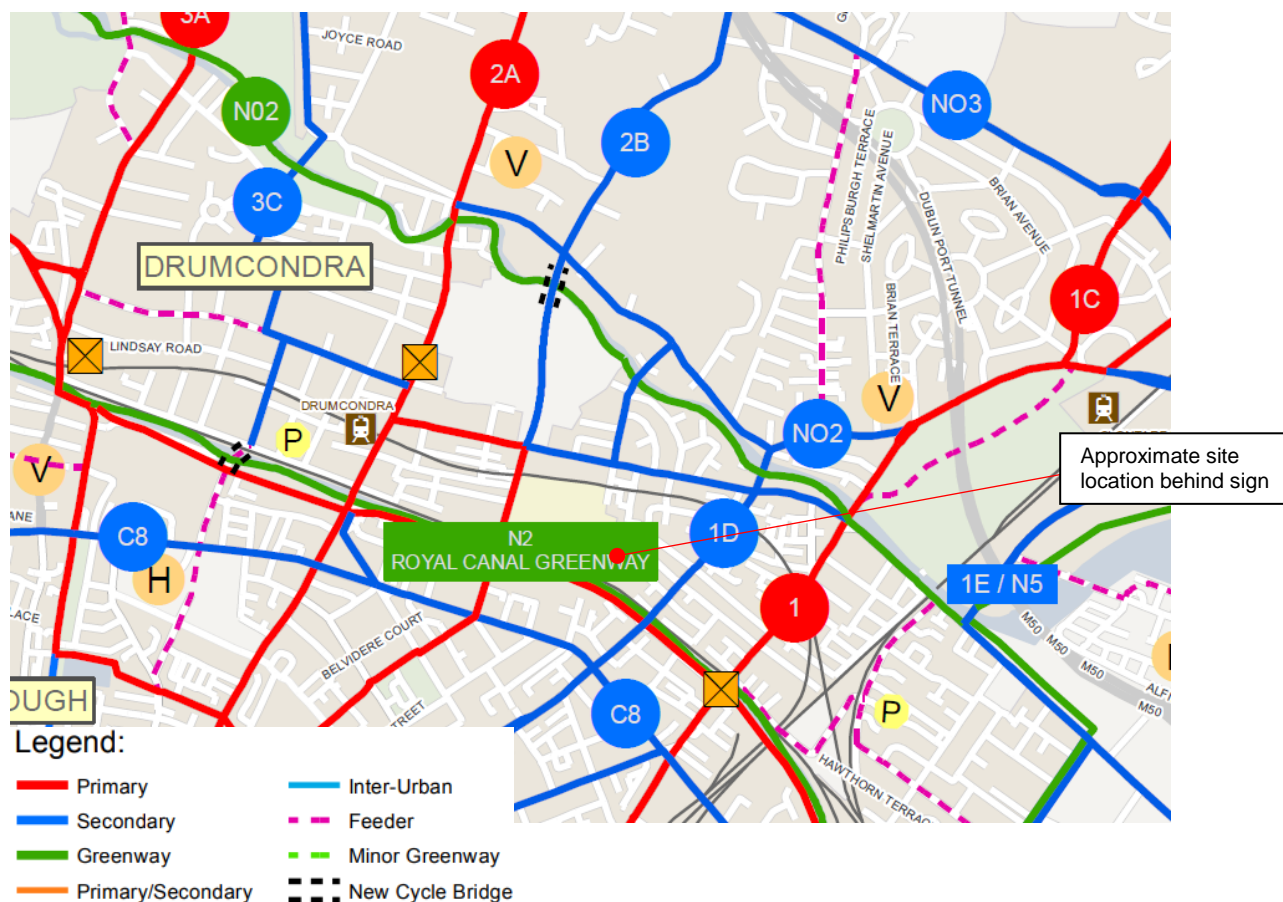 3A
JOYCE ROAD
2A
N02
2B
NO3
V
3C
PHILIPSBURGH TERRACE
SHELMARTIN AVENUE
DUBLIN PORT TUNNEL
BRIAN AVENUE
DRUMCONDRA
1C
LINDSAY ROAD
BRIAN TERRACE
V
DRUMCONDRA
P
NO2
V
Approximate site
location behind sign
C8
H
N2
ROYAL CANAL GREENWAY
1D
1E / N5
1
M50
M50
M50
M50
BELVIDERE COURT
C8
P
HAWTHORN TERRACE
OUGH
Legend:
Primary
Inter-Urban
Secondary
Feeder
Greenway
Minor Greenway
Primary/Secondary
New Cycle Bridge